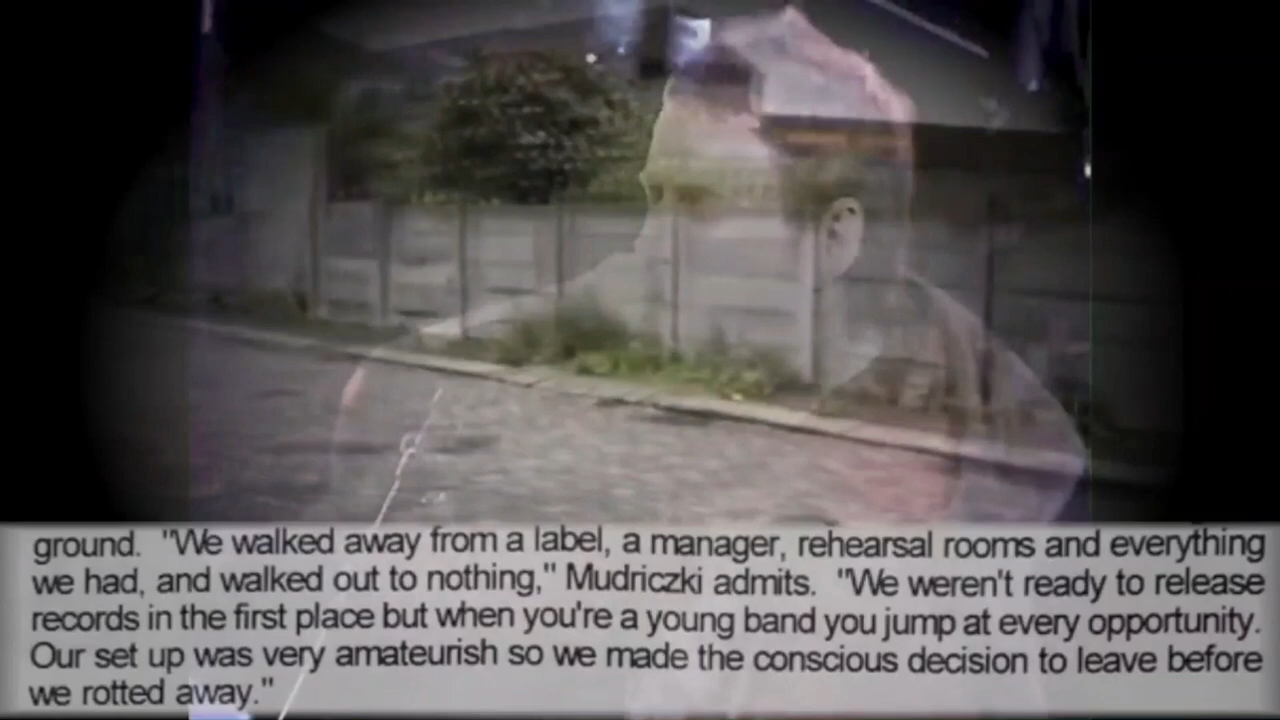 ground. "We walked away from a label, a manager, rehearsal rooms and everything
we had, and walked out to nothing," Mudriczki admits. "We weren't ready to release
records in the first place but when you're a young band you jump at every opportunity.
Our set up was very amateurish so we made the conscious decision to leave before
we rotted away."